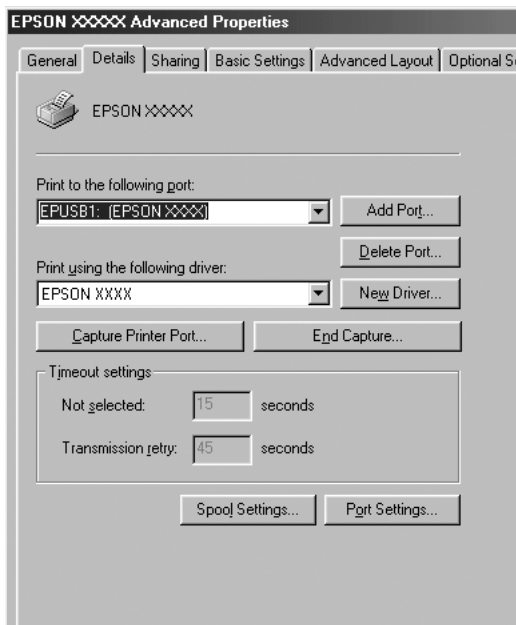 EPSON XXXXX Advanced Properties
General Details Sharing Basic Settings Advanced Layout Optional S
EPSON XXXXX
Print to the following port:
EPUSB1: (EPSON XXXX) Add Port...
Delete Port...
Print using the following driver:
EPSON XXXX New Driver...
Capture Printer Port... End Capture...
Timeout settings
Not selected: 15 seconds
Transmission retry: 45 seconds
Spool Settings... Port Settings...